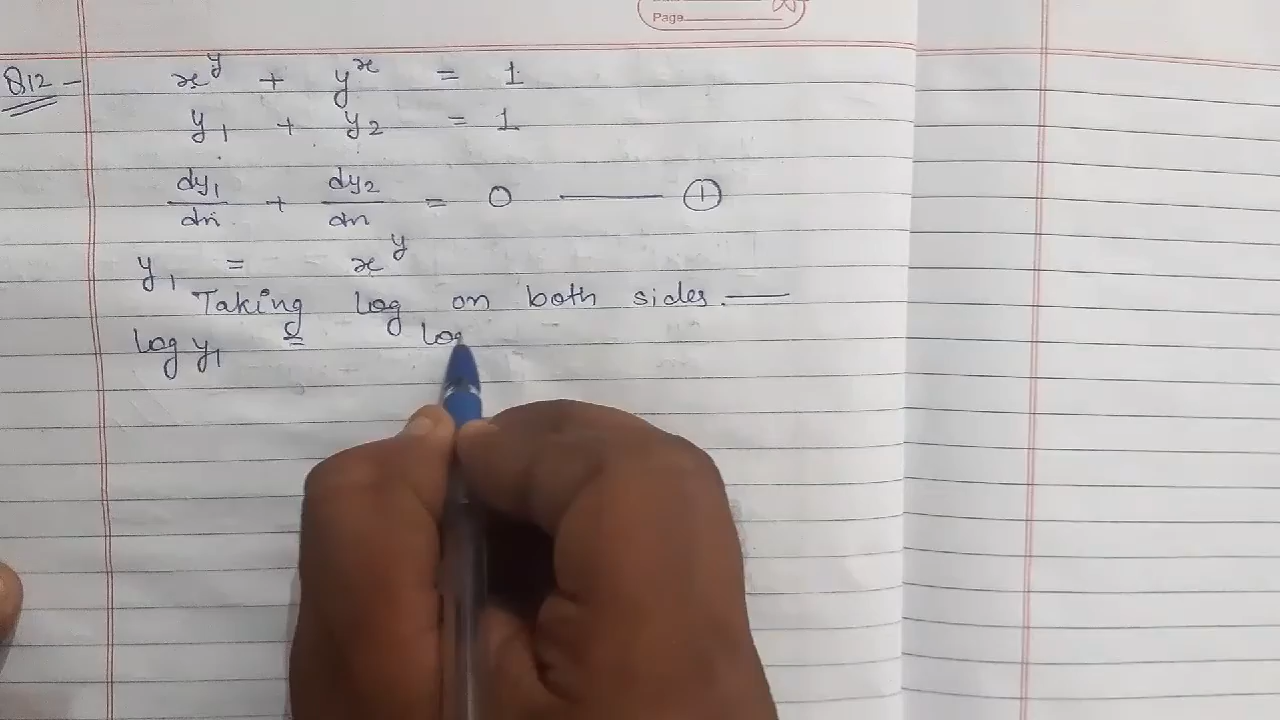 Page
Q12 - x^y + y^x = 1
y₁ + y₂ = 1
dy₁/dx + dy₂/dx = 0 —— ①
y₁ = x^y
Taking log on both sides. —
log y₁ = log